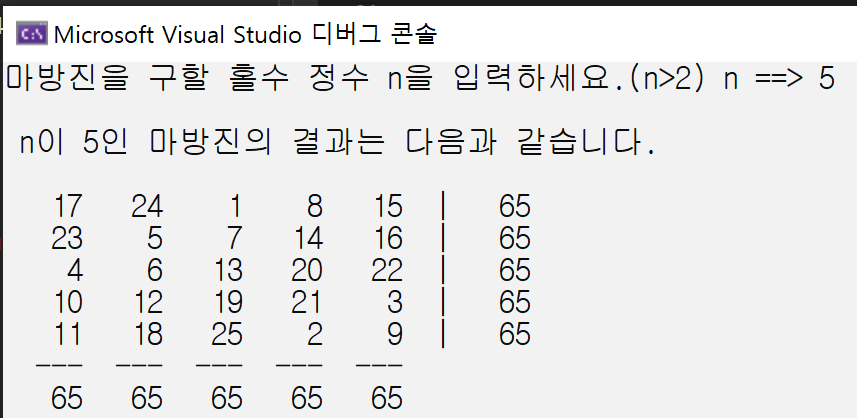 Microsoft Visual Studio 디버그 콘솔
마방진을 구할 홀수 정수 n을 입력하세요.(n>2) n ==> 5
n이 5인 마방진의 결과는 다음과 같습니다.
17 24 1 8 15 | 65
23 5 7 14 16 | 65
4 6 13 20 22 | 65
10 12 19 21 3 | 65
11 18 25 2 9 | 65
--- --- --- --- ---
65 65 65 65 65